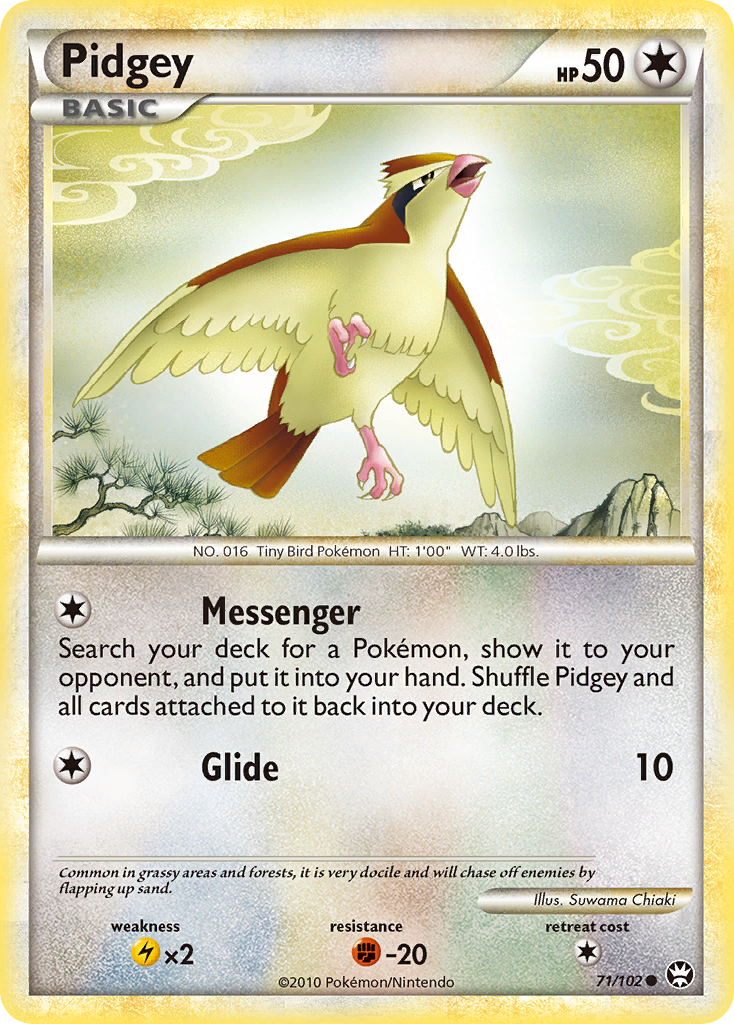 Pidgey
HP 50
BASIC
NO. 016 Tiny Bird Pokémon HT: 1'00" WT: 4.0 lbs.
Messenger
Search your deck for a Pokémon, show it to your
opponent, and put it into your hand. Shuffle Pidgey and
all cards attached to it back into your deck.
Glide 10
Common in grassy areas and forests, it is very docile and will chase off enemies by
flapping up sand.
Illus. Suwama Chiaki
weakness resistance retreat cost
×2 –20
©2010 Pokémon/Nintendo 71/102